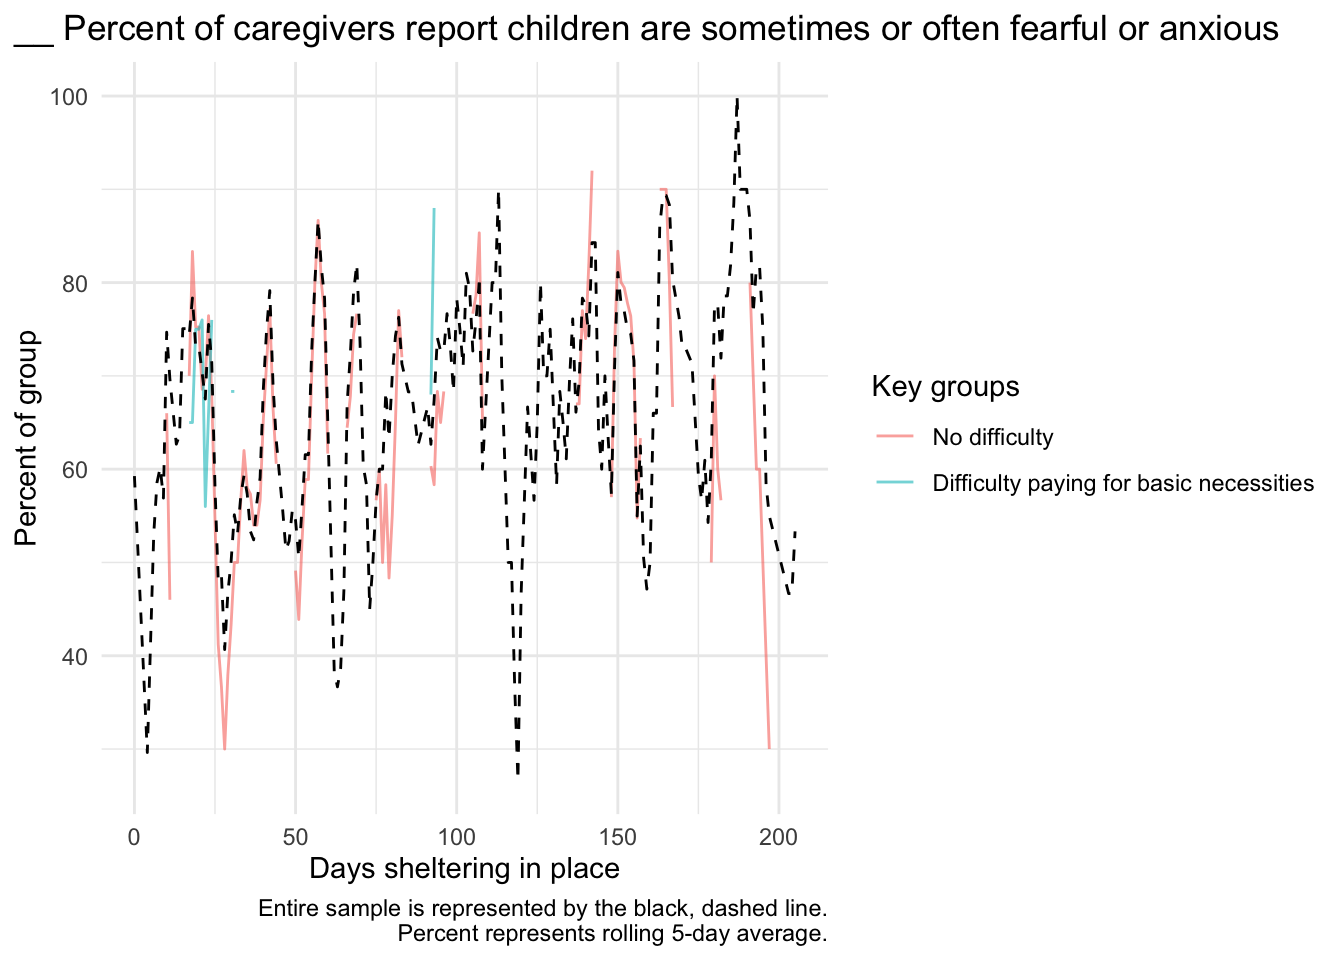 __ Percent of caregivers report children are sometimes or often fearful or anxious
Percent of group
100
80
60
40
0
50
100
150
200
Days sheltering in place
Key groups
No difficulty
Difficulty paying for basic necessities
Entire sample is represented by the black, dashed line.
Percent represents rolling 5-day average.